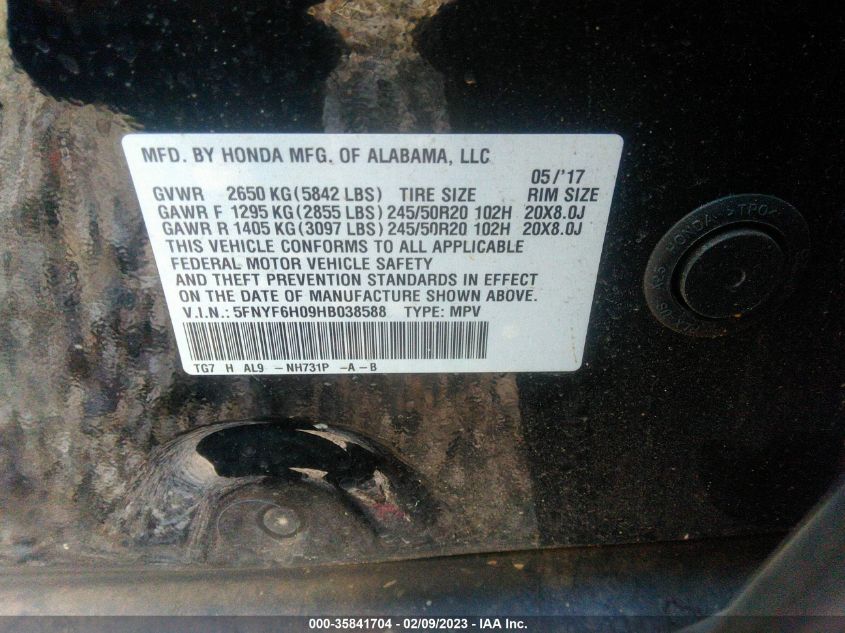 MFD. BY HONDA MFG. OF ALABAMA, LLC
05/'17
GVWR 2650 KG(5842 LBS) TIRE SIZE RIM SIZE
GAWR F 1295 KG(2855 LBS) 245/50R20 102H 20X8.0J
GAWR R 1405 KG(3097 LBS) 245/50R20 102H 20X8.0J
THIS VEHICLE CONFORMS TO ALL APPLICABLE
FEDERAL MOTOR VEHICLE SAFETY
AND THEFT PREVENTION STANDARDS IN EFFECT
ON THE DATE OF MANUFACTURE SHOWN ABOVE.
V.I.N.: 5FNYF6H09HB038588 TYPE: MPV
TG7 H AL9 -NH731P -A-B
HONDA
000-35841704 - 02/09/2023 - IAA Inc.